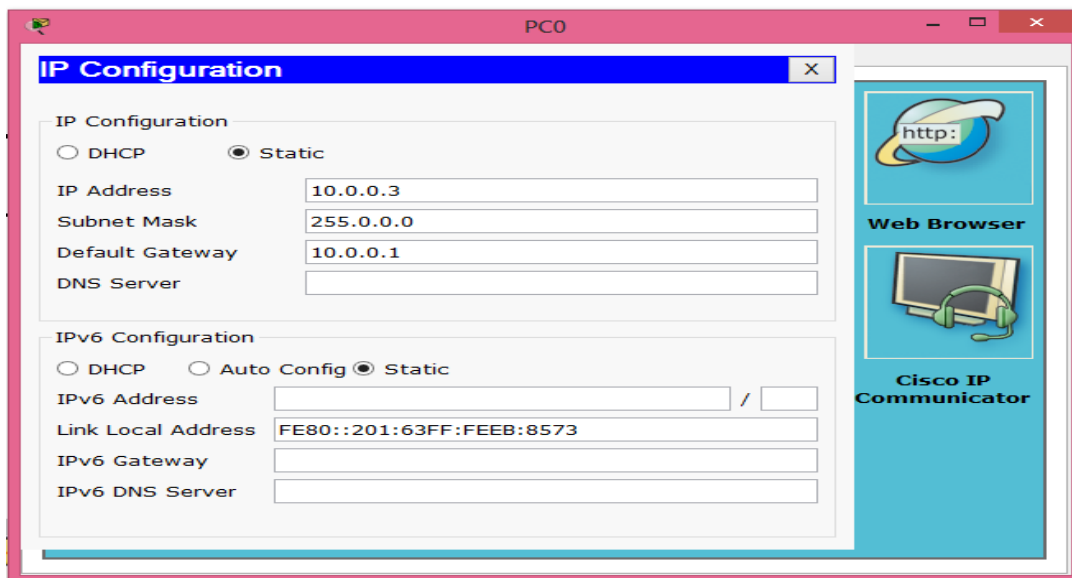 PC0
IP Configuration
X
IP Configuration
DHCP Static
IP Address 10.0.0.3
Subnet Mask 255.0.0.0
Default Gateway 10.0.0.1
DNS Server
IPv6 Configuration
DHCP Auto Config Static
IPv6 Address /
Link Local Address FE80::201:63FF:FEEB:8573
IPv6 Gateway
IPv6 DNS Server
http:
Web Browser
Cisco IP
Communicator